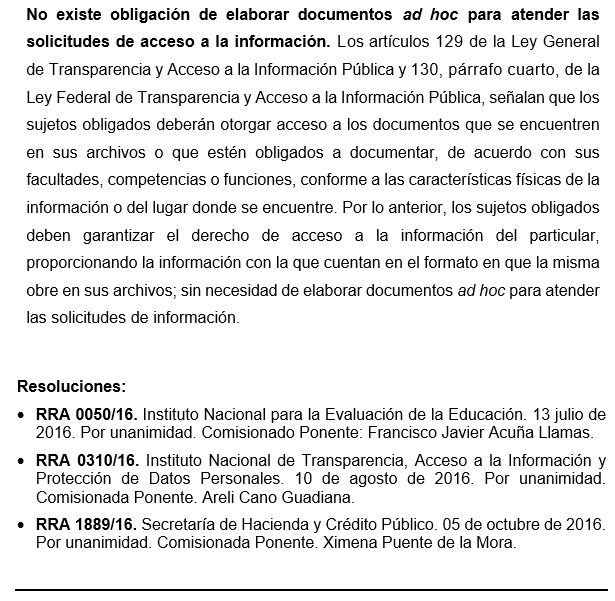 No existe obligación de elaborar documentos ad hoc para atender las
solicitudes de acceso a la información. Los artículos 129 de la Ley General
de Transparencia y Acceso a la Información Pública y 130, párrafo cuarto, de la
Ley Federal de Transparencia y Acceso a la Información Pública, señalan que los
sujetos obligados deberán otorgar acceso a los documentos que se encuentren
en sus archivos o que estén obligados a documentar, de acuerdo con sus
facultades, competencias o funciones, conforme a las características físicas de la
información o del lugar donde se encuentre. Por lo anterior, los sujetos obligados
deben garantizar el derecho de acceso a la información del particular,
proporcionando la información con la que cuentan en el formato en que la misma
obre en sus archivos; sin necesidad de elaborar documentos ad hoc para atender
las solicitudes de información.
Resoluciones:
• RRA 0050/16. Instituto Nacional para la Evaluación de la Educación. 13 julio de
2016. Por unanimidad. Comisionado Ponente: Francisco Javier Acuña Llamas.
• RRA 0310/16. Instituto Nacional de Transparencia, Acceso a la Información y
Protección de Datos Personales. 10 de agosto de 2016. Por unanimidad.
Comisionada Ponente. Areli Cano Guadiana.
• RRA 1889/16. Secretaría de Hacienda y Crédito Público. 05 de octubre de 2016.
Por unanimidad. Comisionada Ponente. Ximena Puente de la Mora.